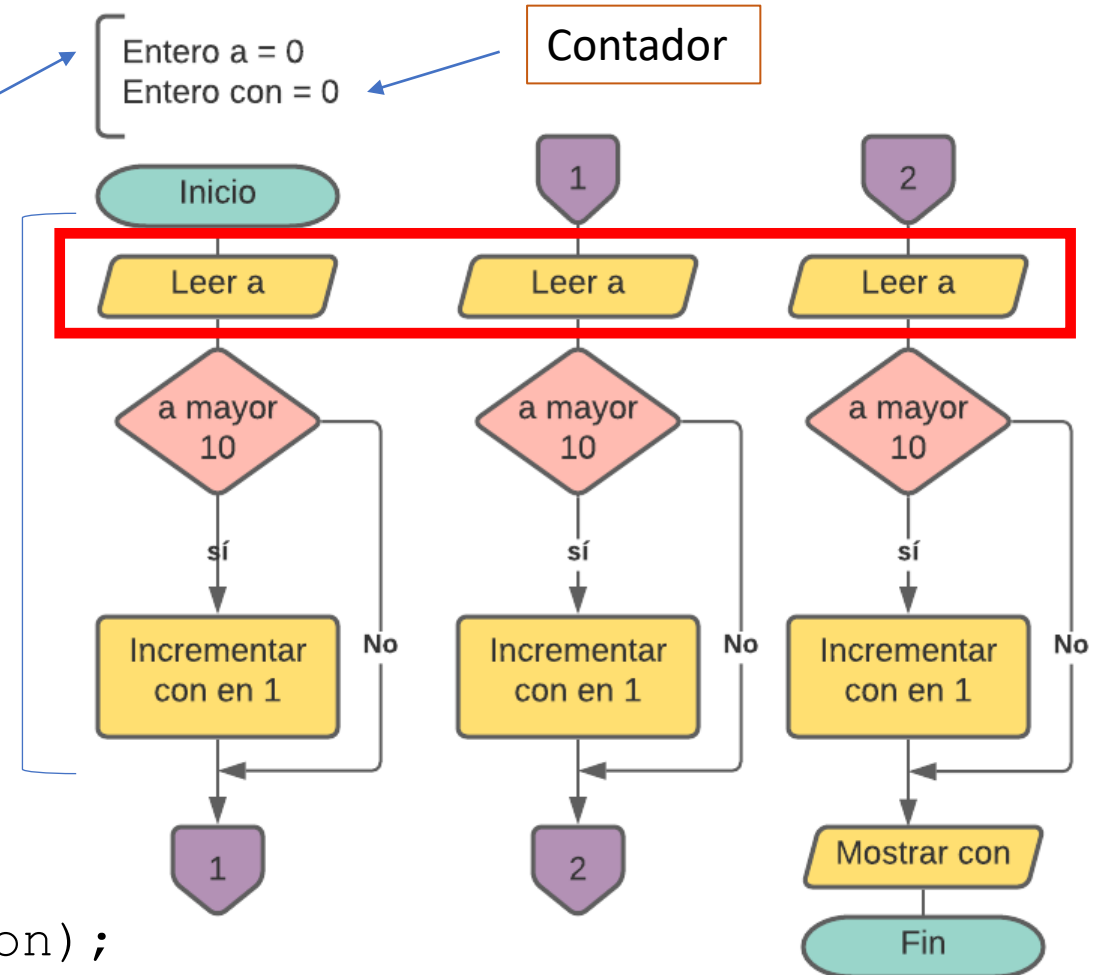 Entero a = 0
Entero con = 0
Contador
Inicio
Leer a
a mayor
10
sí
No
Incrementar
con en 1
1
1
Leer a
a mayor
10
sí
No
Incrementar
con en 1
2
2
Leer a
a mayor
10
sí
No
Incrementar
con en 1
Mostrar con
Fin
on);